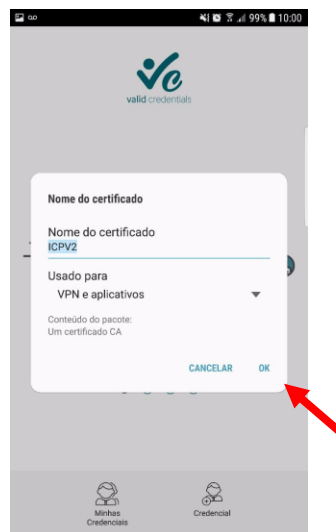 99% 10:00
valid credentials
Nome do certificado
Nome do certificado
ICPV2
Usado para
VPN e aplicativos
Conteúdo do pacote:
Um certificado CA
CANCELAR OK
Minhas
Credenciais
Credencial